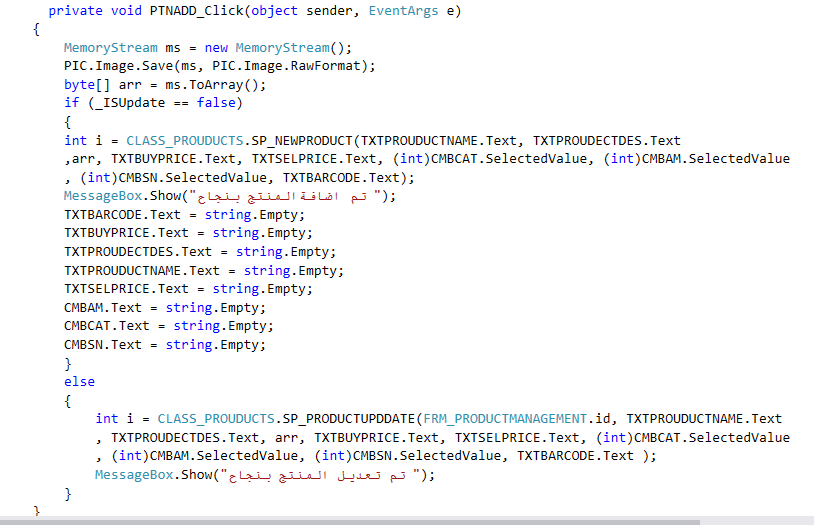 private void PTNADD_Click(object sender, EventArgs e)
{
MemoryStream ms = new MemoryStream();
PIC.Image.Save(ms, PIC.Image.RawFormat);
byte[] arr = ms.ToArray();
if (_ISUpdate == false)
{
int i = CLASS_PROUDUCTS.SP_NEWPRODUCT(TXTPROUDUCTNAME.Text, TXTPROUDECTDES.Text
,arr, TXTBUYPRICE.Text, TXTSELPRICE.Text, (int)CMBCAT.SelectedValue, (int)CMBAM.SelectedValue
, (int)CMBSN.SelectedValue, TXTBARCODE.Text);
MessageBox.Show("تم اضافة المنتج بنجاح ");
TXTBARCODE.Text = string.Empty;
TXTBUYPRICE.Text = string.Empty;
TXTPROUDECTDES.Text = string.Empty;
TXTPROUDUCTNAME.Text = string.Empty;
TXTSELPRICE.Text = string.Empty;
CMBAM.Text = string.Empty;
CMBCAT.Text = string.Empty;
CMBSN.Text = string.Empty;
}
else
{
int i = CLASS_PROUDUCTS.SP_PRODUCTUPDDATE(FRM_PRODUCTMANAGEMENT.id, TXTPROUDUCTNAME.Text
, TXTPROUDECTDES.Text, arr, TXTBUYPRICE.Text, TXTSELPRICE.Text, (int)CMBCAT.SelectedValue
, (int)CMBAM.SelectedValue, (int)CMBSN.SelectedValue, TXTBARCODE.Text );
MessageBox.Show("تم تعديل المنتج بنجاح ");
}
}